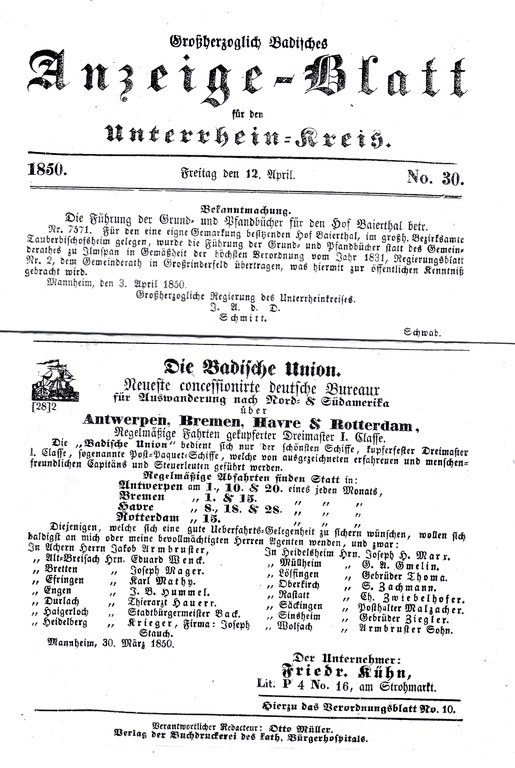 Großherzoglich Badisches
Anzeige-Blatt
für den
Unterrhein-Kreis.
1850. Freitag den 12. April. No. 30.
Bekanntmachung.
Die Führung der Grund- und Pfandbücher für den Hof Baierthal betr.
Nr. 7571. Für den eine eigne Gemarkung besitzenden Hof Baierthal, im großh. Bezirksamte
Tauberbischofsheim gelegen, wurde die Führung der Grund- und Pfandbücher statt des Gemein-
derathes zu Ilmspan in Gemäßheit der höchsten Verordnung vom Jahr 1831, Regierungsblatt
Nr. 2, dem Gemeinderath in Großrinderfeld übertragen, was hiermit zur öffentlichen Kenntniß
gebracht wird.
Mannheim, den 3. April 1850.
Großherzogliche Regierung des Unterrheinkreises.
J. A. d. D.
Schmitt.
Schwab.
Die Badische Union.
Neueste concessionirte deutsche Bureaux
für Auswanderung nach Nord- & Südamerika
[28]2
über
Antwerpen, Bremen, Havre & Rotterdam,
Regelmäßige Fahrten gekupferter Dreimaster I. Classe.
Die „Badische Union" bedient sich nur der schönsten Schiffe, kupferfester Dreimaster
I. Classe, sogenannte Post-Paquet-Schiffe, welche von ausgezeichneten erfahreuen und menschen-
freundlichen Capitäns und Steuerleuten geführt werden.
Regelmäßige Abfahrten finden Statt in:
Antwerpen am 1., 10. & 20. eines jeden Monats,
Bremen „ 1. & 15. „ „ „
Havre „ 8., 18. & 28. „ „ „
Rotterdam „ 15. „ „ „
Diejenigen, welche sich eine gute Ueberfahrts-Gelegenheit zu sichern wünschen, wollen sich
baldigst an mich oder meine bevollmächtigten Herren Agenten wenden, und zwar:
In Achern Herrn Jakob Armbruster,
„ Alt-Breisach Hrn. Eduard Wenck.
„ Bretten „ Joseph Mager.
„ Efringen „ Karl Mathy.
„ Engen „ J. B. Hummel.
„ Durlach „ Thierarzt Hauerr.
„ Haigerloch „ Stadtbürgermeister Back.
„ Heidelberg „ Krieger, Firma: Joseph
Stauch.
In Heidelsheim Hrn. Joseph H. Marx.
„ Müllheim „ G. A. Gmelin.
„ Löffingen „ Gebrüder Thoma.
„ Oberkirch „ S. Zachmann.
„ Rastatt „ Ch. Zwiebelhofer.
„ Säckingen „ Posthalter Malzacher.
„ Sinsheim „ Gebrüder Ziegler.
„ Wolfach „ Armbruster Sohn.
Mannheim, 30. März 1850.
Der Unternehmer:
Friedr. Kühn,
Lit. P 4 No. 16, am Strohmarkt.
Hierzu das Verordnungsblatt No. 10.
Verantwortlicher Redacteur: Otto Müller.
Verlag der Buchdruckerei des kath. Bürgerhospitals.